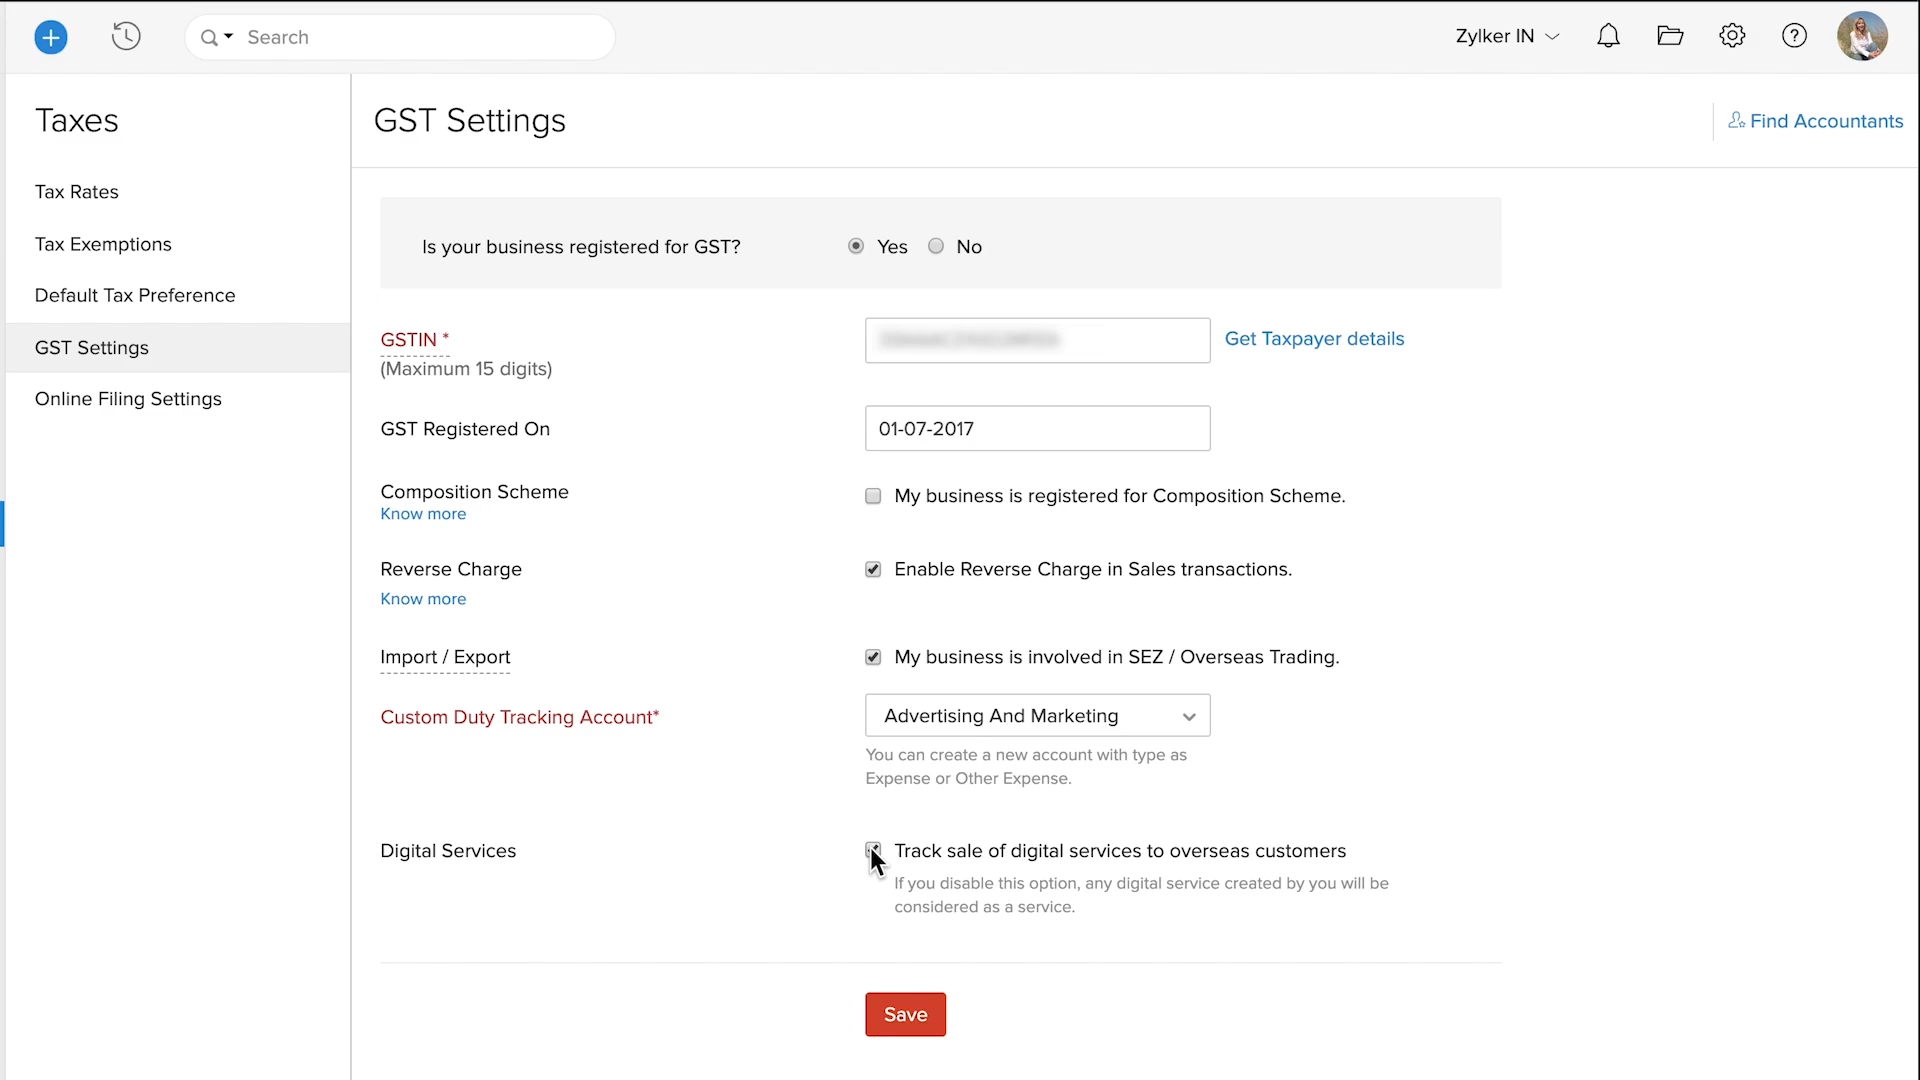 Search
Zylker IN
Taxes
GST Settings
Find Accountants
Tax Rates
Tax Exemptions
Default Tax Preference
GST Settings
Online Filing Settings
Is your business registered for GST?
Yes
No
GSTIN *
(Maximum 15 digits)
Get Taxpayer details
GST Registered On
01-07-2017
Composition Scheme
Know more
My business is registered for Composition Scheme.
Reverse Charge
Know more
Enable Reverse Charge in Sales transactions.
Import / Export
My business is involved in SEZ / Overseas Trading.
Custom Duty Tracking Account*
Advertising And Marketing
You can create a new account with type as
Expense or Other Expense.
Digital Services
Track sale of digital services to overseas customers
If you disable this option, any digital service created by you will be
considered as a service.
Save